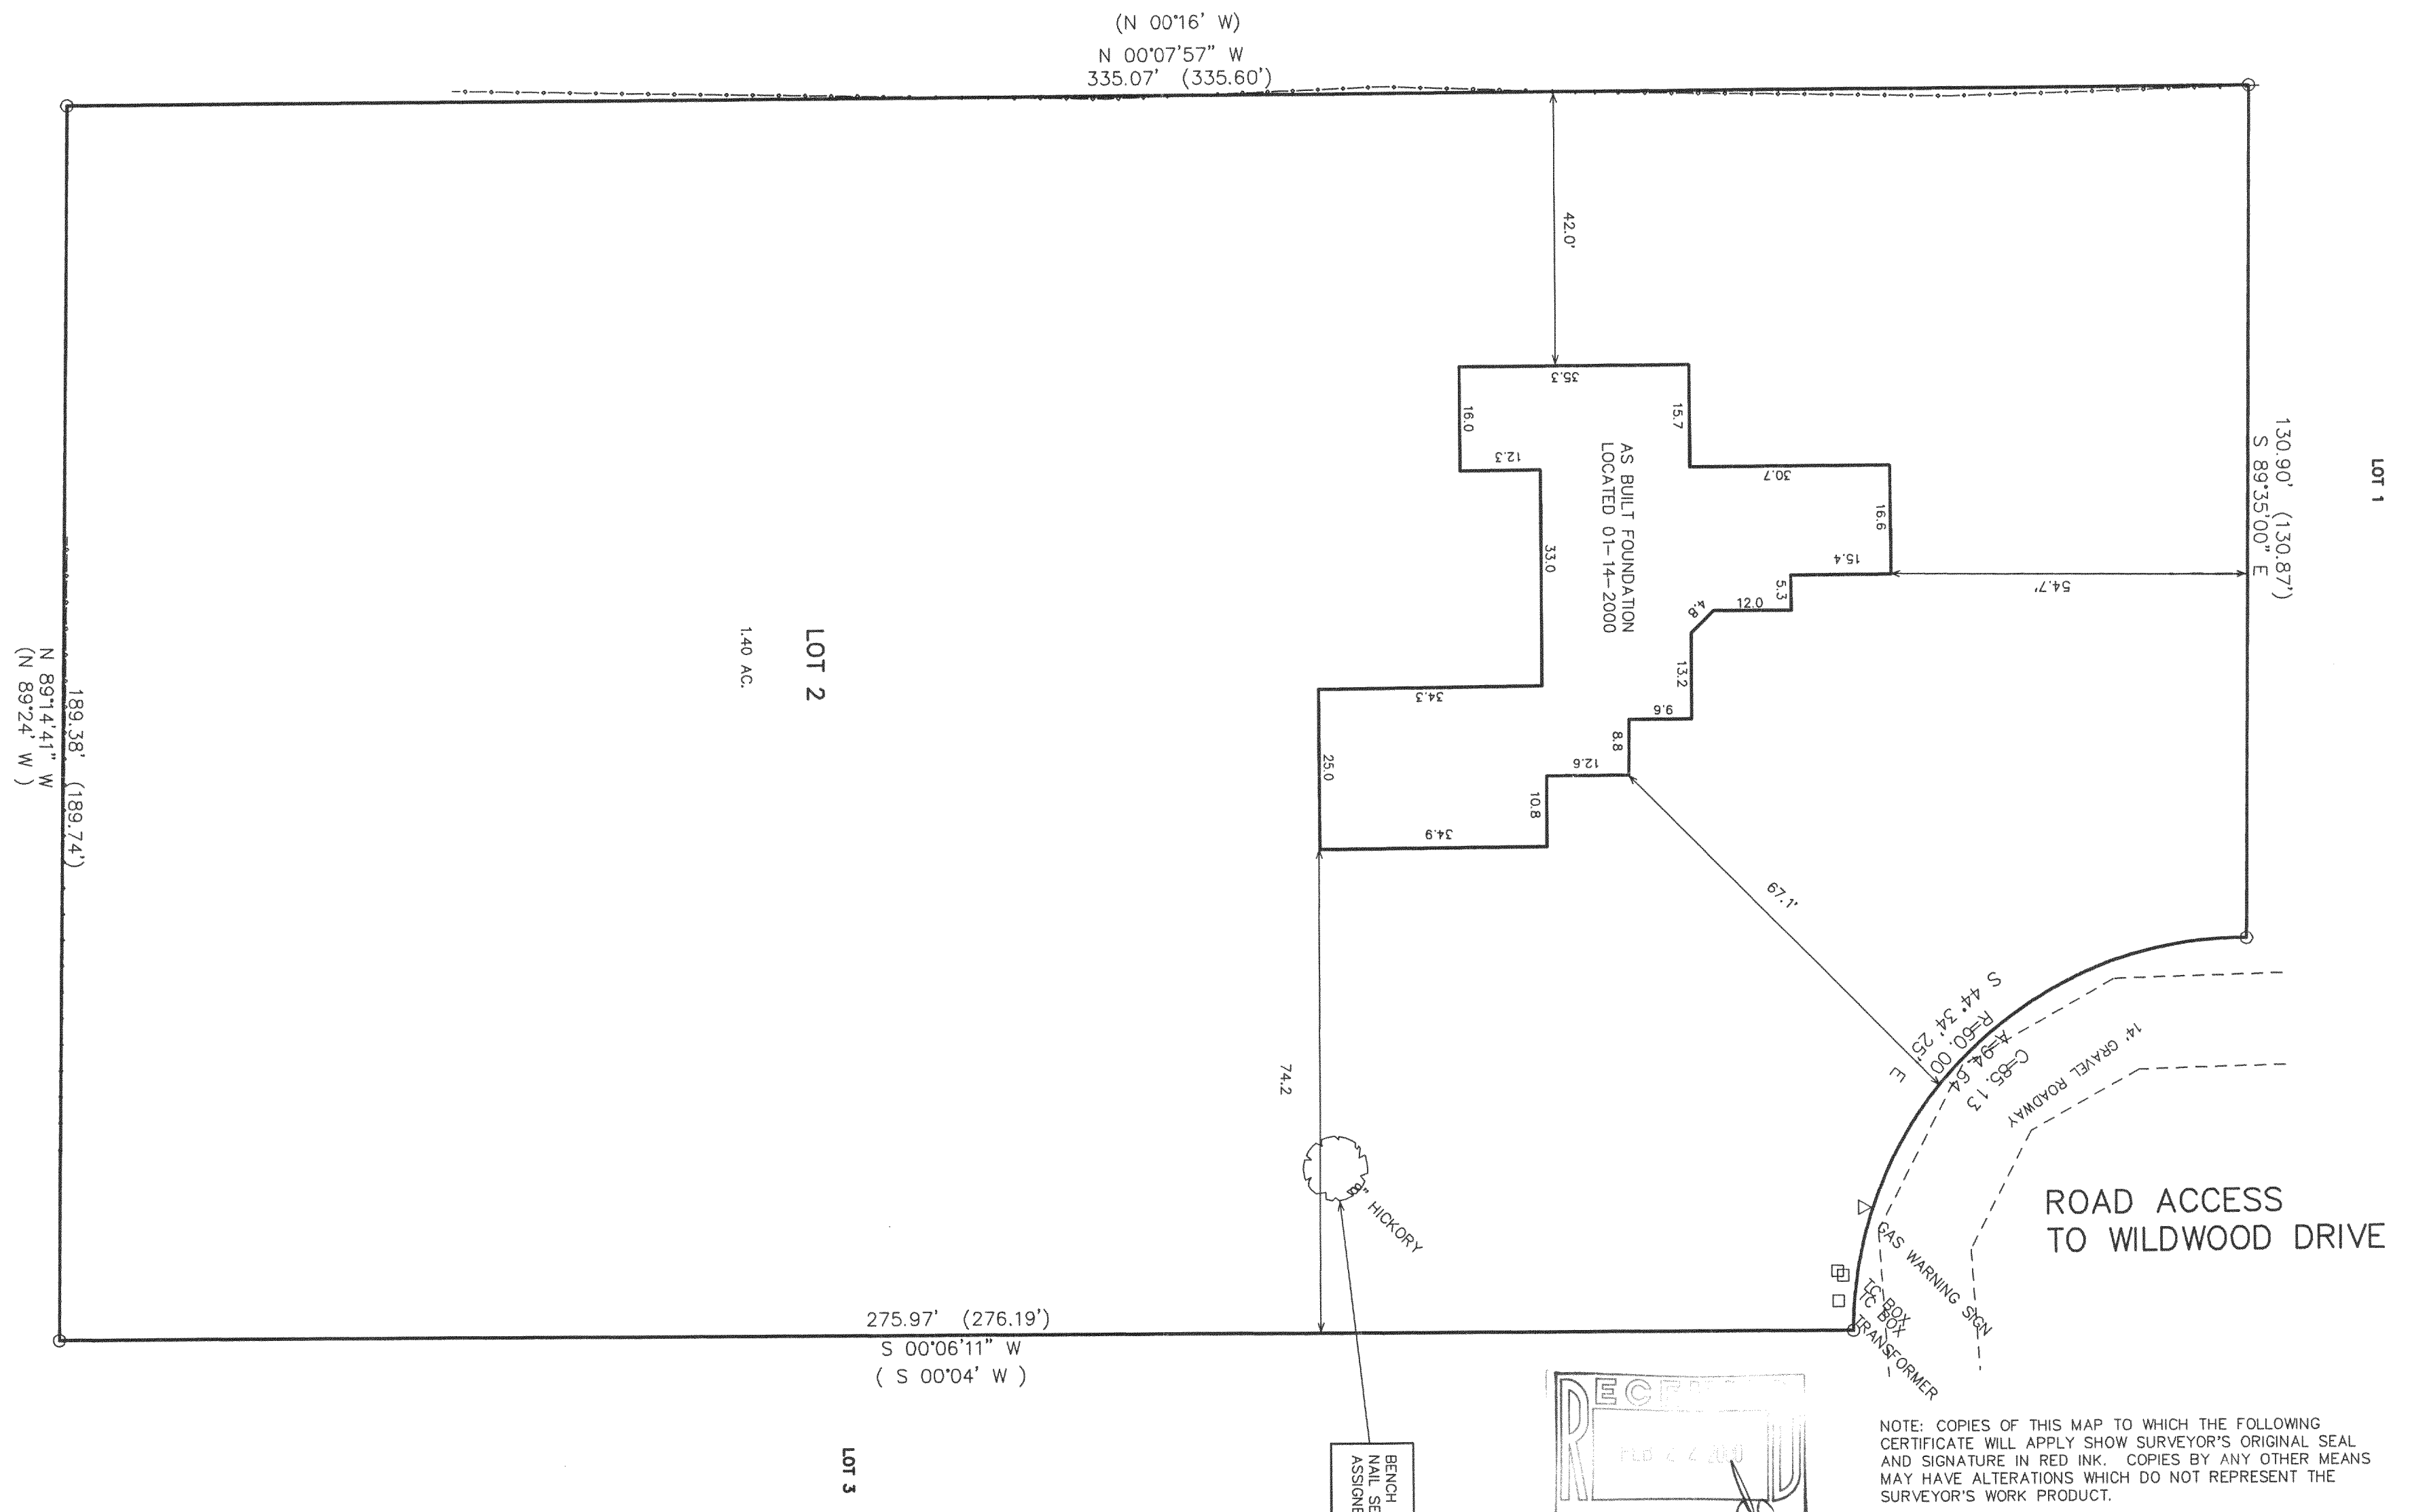 (N 00°16' W)
N 00°07'57" W
335.07' (335.60')
42.0'
35.3
16.0
15.7
12.3
30.7
16.6
15.4
54.7'
5.3
12.0
4.8
33.0
13.2
34.3
9.6
8.8
12.6
25.0
10.8
34.9
AS BUILT FOUNDATION
LOCATED 01-14-2000
LOT 1
130.90' (130.87')
S 89°35'00" E
LOT 2
1.40 AC.
189.38' (189.74')
N 89°14'41" W
(N 89°24' W )
67.1'
74.2
S 44° 34' 25" E
R=60.00
A=94.64
C=85.13
14' GRAVEL ROADWAY
ROAD ACCESS
TO WILDWOOD DRIVE
8" HICKORY
GAS WARNING SIGN
TC BOX
TC BOX
TRANSFORMER
275.97' (276.19')
S 00°06'11" W
( S 00°04' W )
LOT 3
BENCH
NAIL SE
ASSIGNE
FEB 22 2000
NOTE: COPIES OF THIS MAP TO WHICH THE FOLLOWING
CERTIFICATE WILL APPLY SHOW SURVEYOR'S ORIGINAL SEAL
AND SIGNATURE IN RED INK. COPIES BY ANY OTHER MEANS
MAY HAVE ALTERATIONS WHICH DO NOT REPRESENT THE
SURVEYOR'S WORK PRODUCT.